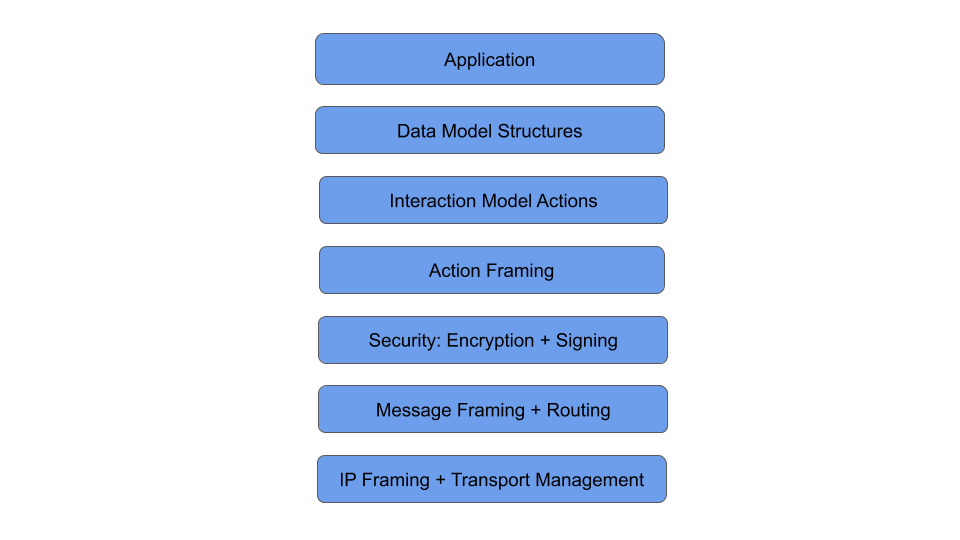 Application
Data Model Structures
Interaction Model Actions
Action Framing
Security: Encryption + Signing
Message Framing + Routing
IP Framing + Transport Management